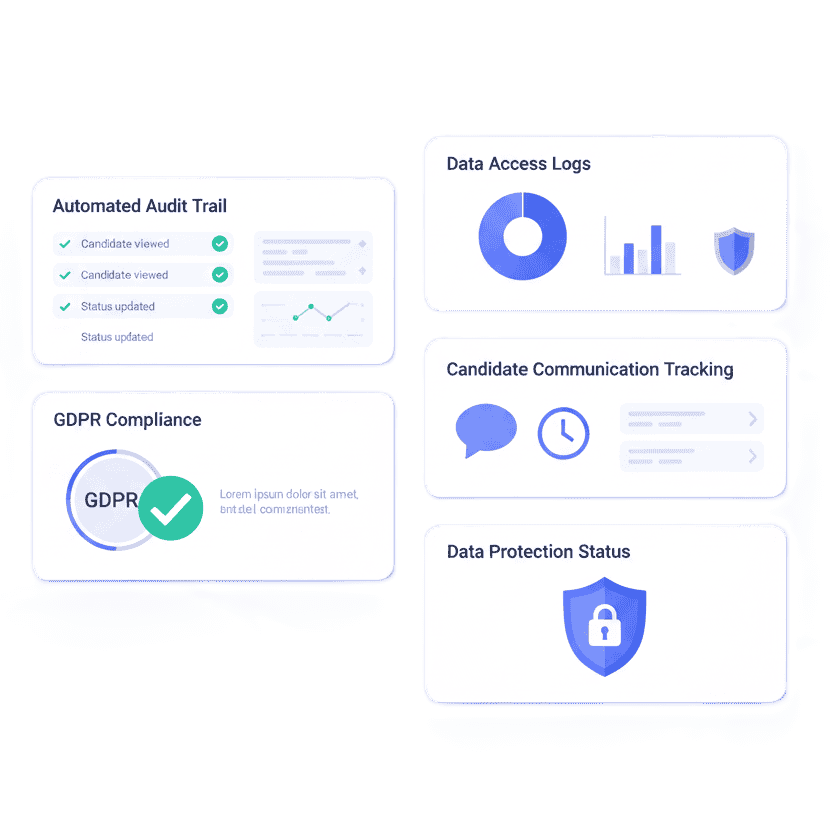 Automated Audit Trail
Candidate viewed
Candidate viewed
Status updated
Status updated
GDPR Compliance
GDPR
Lorem ipsum dolor sit amet,
Data Access Logs
Candidate Communication Tracking
Data Protection Status